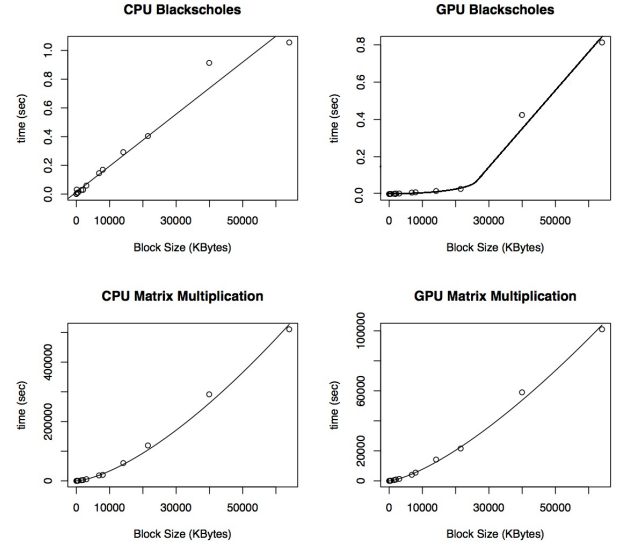 CPU Blackscholes
GPU Blackscholes
time (sec)
0.0 0.2 0.4 0.6 0.8 1.0
0 10000 30000 50000
Block Size (KBytes)
time (sec)
0.0 0.2 0.4 0.6 0.8
0 10000 30000 50000
Block Size (KBytes)
CPU Matrix Multiplication
GPU Matrix Multiplication
time (sec)
0 200000 400000
0 10000 30000 50000
Block Size (KBytes)
time (sec)
0 20000 60000 100000
0 10000 30000 50000
Block Size (KBytes)